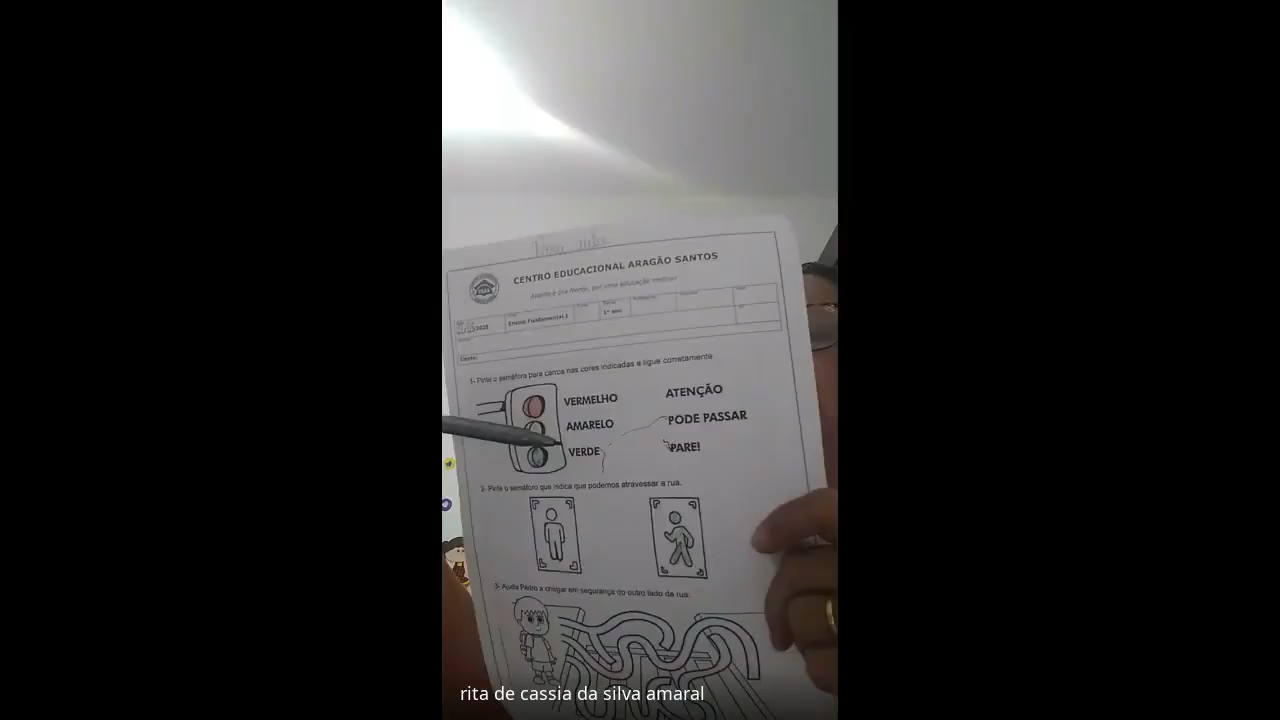 CENTRO EDUCACIONAL ARAGÃO SANTOS
Ensino Fundamental I
1º ano
1- Pinte o semáforo para carros nas cores indicadas e ligue corretamente
VERMELHO ATENÇÃO
AMARELO PODE PASSAR
VERDE PARE!
2- Pinte o semáforo que indica que podemos atravessar a rua.
3- Ajude Pedro a chegar em segurança do outro lado da rua.
rita de cassia da silva amaral